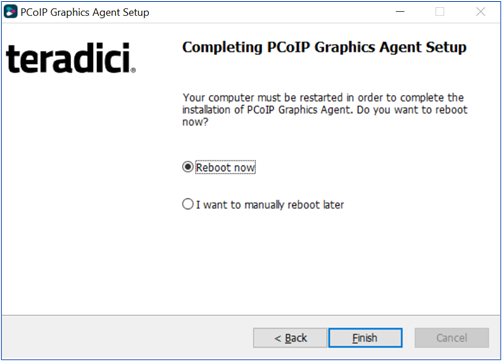 PCoIP Graphics Agent Setup
teradici.
Completing PCoIP Graphics Agent Setup
Your computer must be restarted in order to complete the
installation of PCoIP Graphics Agent. Do you want to reboot
now?
Reboot now
I want to manually reboot later
< Back
Finish
Cancel